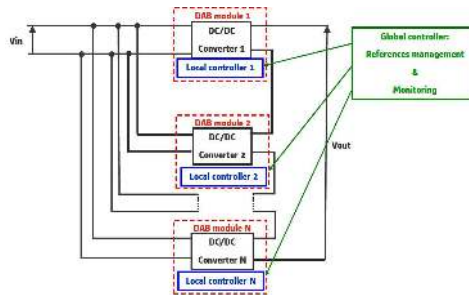 DAB module 1
DC/DC
Converter 1
Local controller 1
Vin
Global controller:
References management
&
Monitoring
DAB module 2
DC/DC
Converter 2
Local controller 2
Vout
DAB module N
DC/DC
Converter N
Local controller N